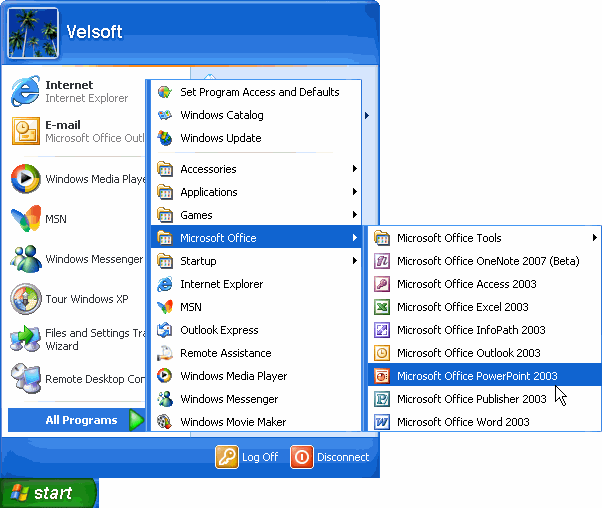 Velsoft
Internet
Internet Explorer
E-mail
Microsoft Office Outl
Windows Media Playe
MSN
Windows Messenger
Tour Windows XP
Files and Settings Tra
Wizard
Remote Desktop Con
All Programs
Set Program Access and Defaults
Windows Catalog
Windows Update
Accessories
Applications
Games
Microsoft Office
Startup
Internet Explorer
MSN
Outlook Express
Remote Assistance
Windows Media Player
Windows Messenger
Windows Movie Maker
Microsoft Office Tools
Microsoft Office OneNote 2007 (Beta)
Microsoft Office Access 2003
Microsoft Office Excel 2003
Microsoft Office InfoPath 2003
Microsoft Office Outlook 2003
Microsoft Office PowerPoint 2003
Microsoft Office Publisher 2003
Microsoft Office Word 2003
Log Off
Disconnect
start